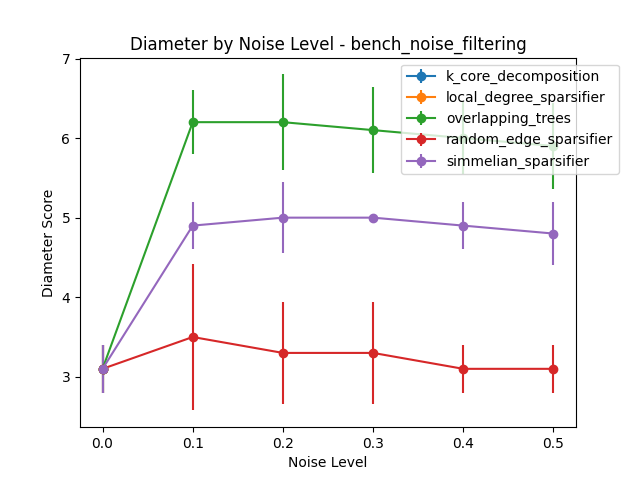 Diameter by Noise Level - bench_noise_filtering
7
6
5
4
3
Diameter Score
k_core_decomposition
local_degree_sparsifier
overlapping_trees
random_edge_sparsifier
simmelian_sparsifier
0.0 0.1 0.2 0.3 0.4 0.5
Noise Level